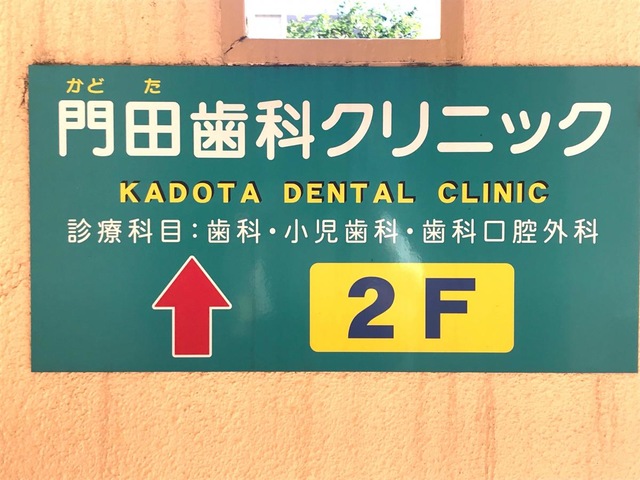 かど た
門田歯科クリニック
KADOTA DENTAL CLINIC
診療科目：歯科・小児歯科・歯科口腔外科
2F